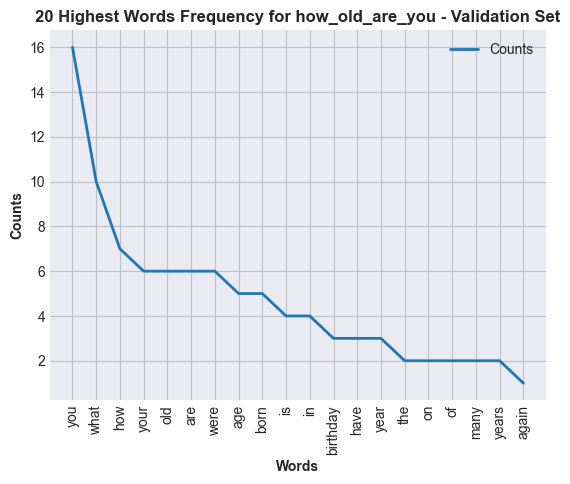 20 Highest Words Frequency for how_old_are_you - Validation Set
Counts
16
14
12
10
8
6
4
2
Counts
you
what
how
your
old
are
were
age
born
is
in
birthday
have
year
the
on
of
many
years
again
Words